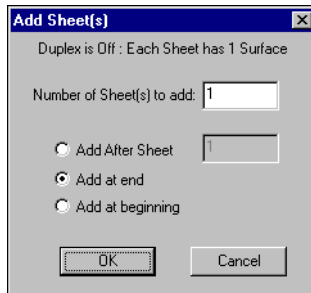 Add Sheet(s)
Duplex is Off : Each Sheet has 1 Surface
Number of Sheet(s) to add: 1
Add After Sheet 1
Add at end
Add at beginning
OK Cancel